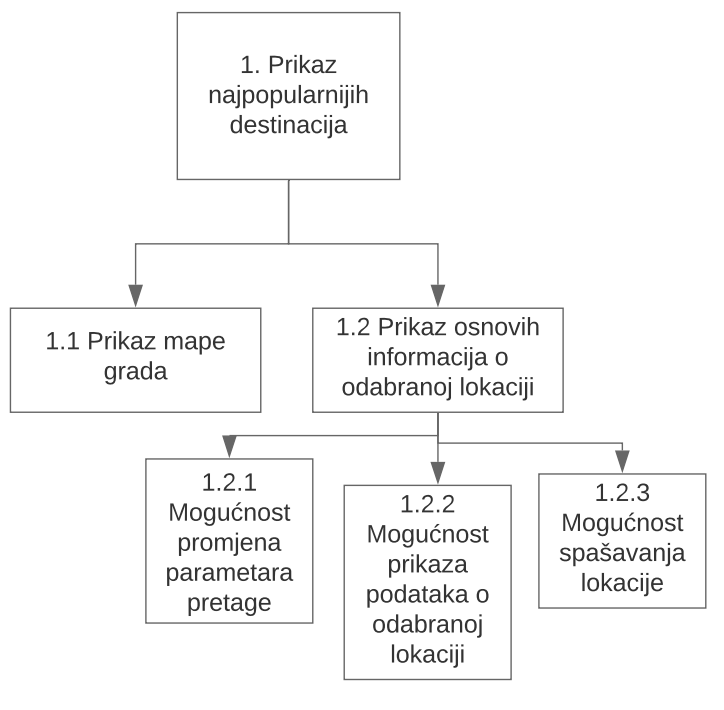 1. Prikaz
najpopularnijih
destinacija
1.1 Prikaz mape
grada
1.2 Prikaz osnovih
informacija o
odabranoj lokaciji
1.2.1
Mogućnost
promjena
parametara
pretage
1.2.2
Mogućnost
prikaza
podataka o
odabranoj
lokaciji
1.2.3
Mogućnost
spašavanja
lokacije